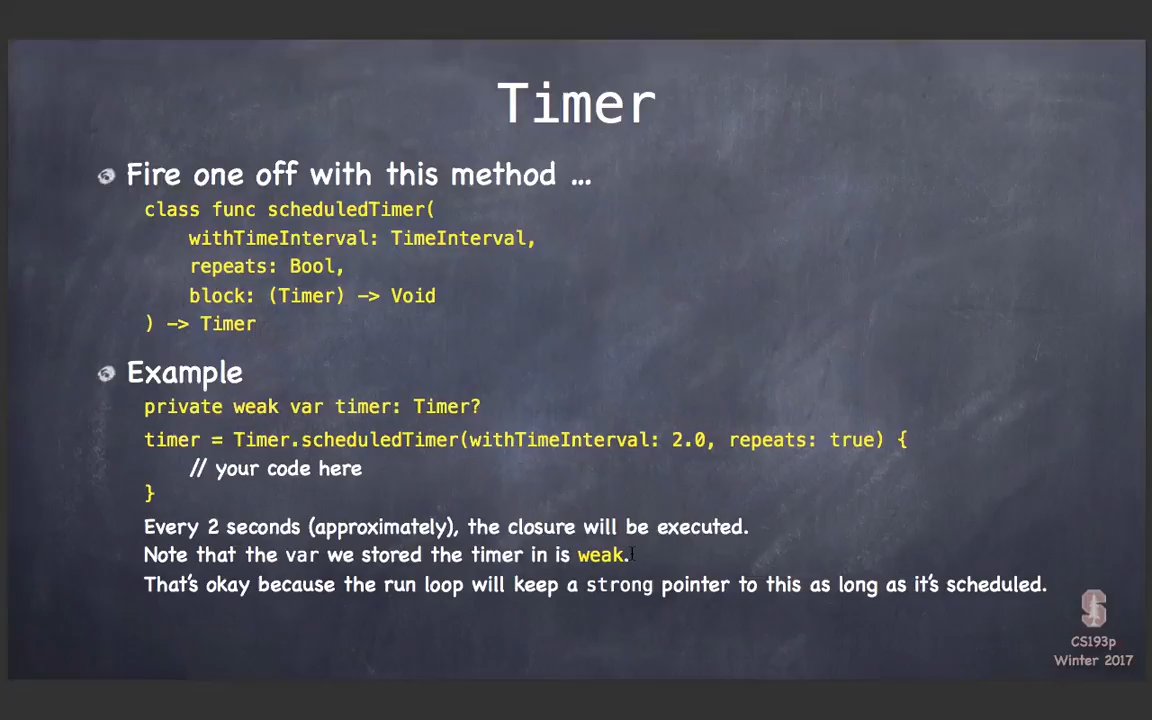 Timer
Fire one off with this method ...
class func scheduledTimer(
withTimeInterval: TimeInterval,
repeats: Bool,
block: (Timer) -> Void
) -> Timer
Example
private weak var timer: Timer?
timer = Timer.scheduledTimer(withTimeInterval: 2.0, repeats: true) {
// your code here
}
Every 2 seconds (approximately), the closure will be executed.
Note that the var we stored the timer in is weak.
That's okay because the run loop will keep a strong pointer to this as long as it's scheduled.
S
CS193p
Winter 2017